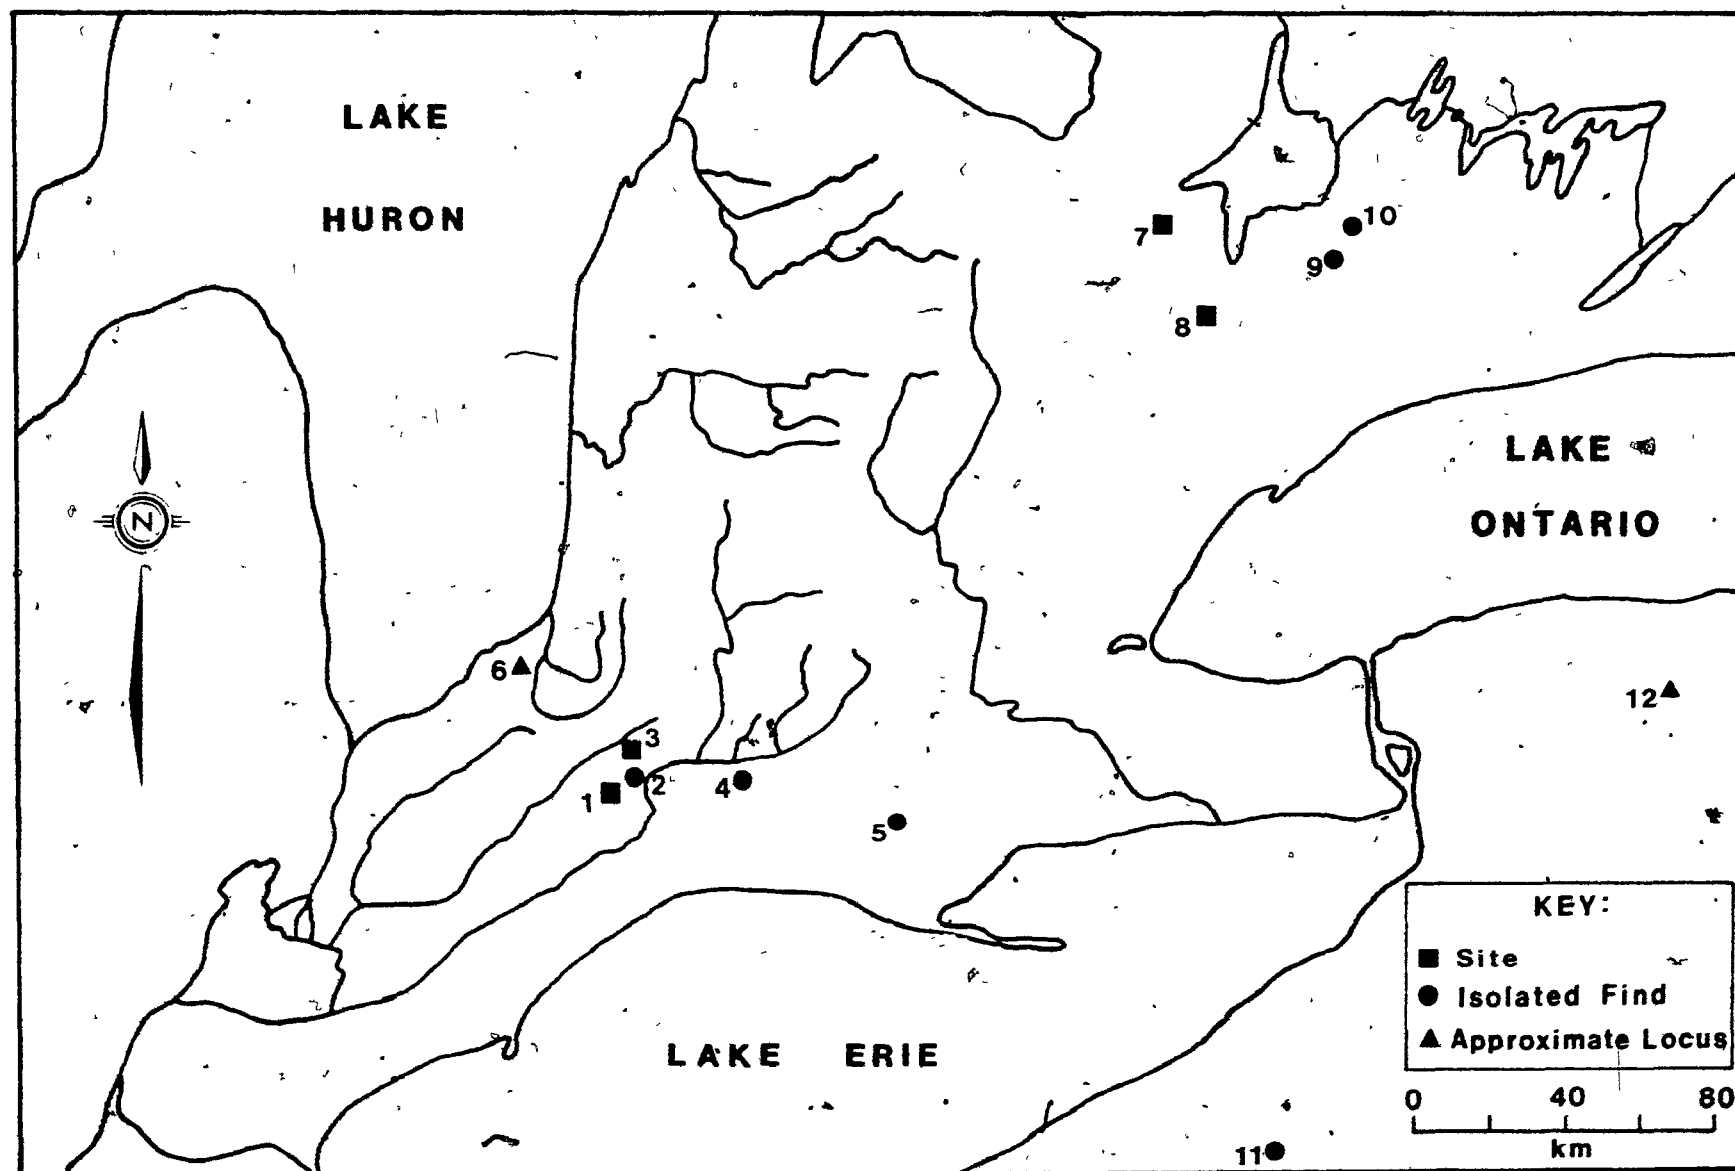 LAKE
HURON
10
7
9
8
LAKE
ONTARIO
N
6
12
3
2
1
4
5
KEY:
Site
Isolated Find
Approximate Locus
LAKE ERIE
0 40 80
km
11